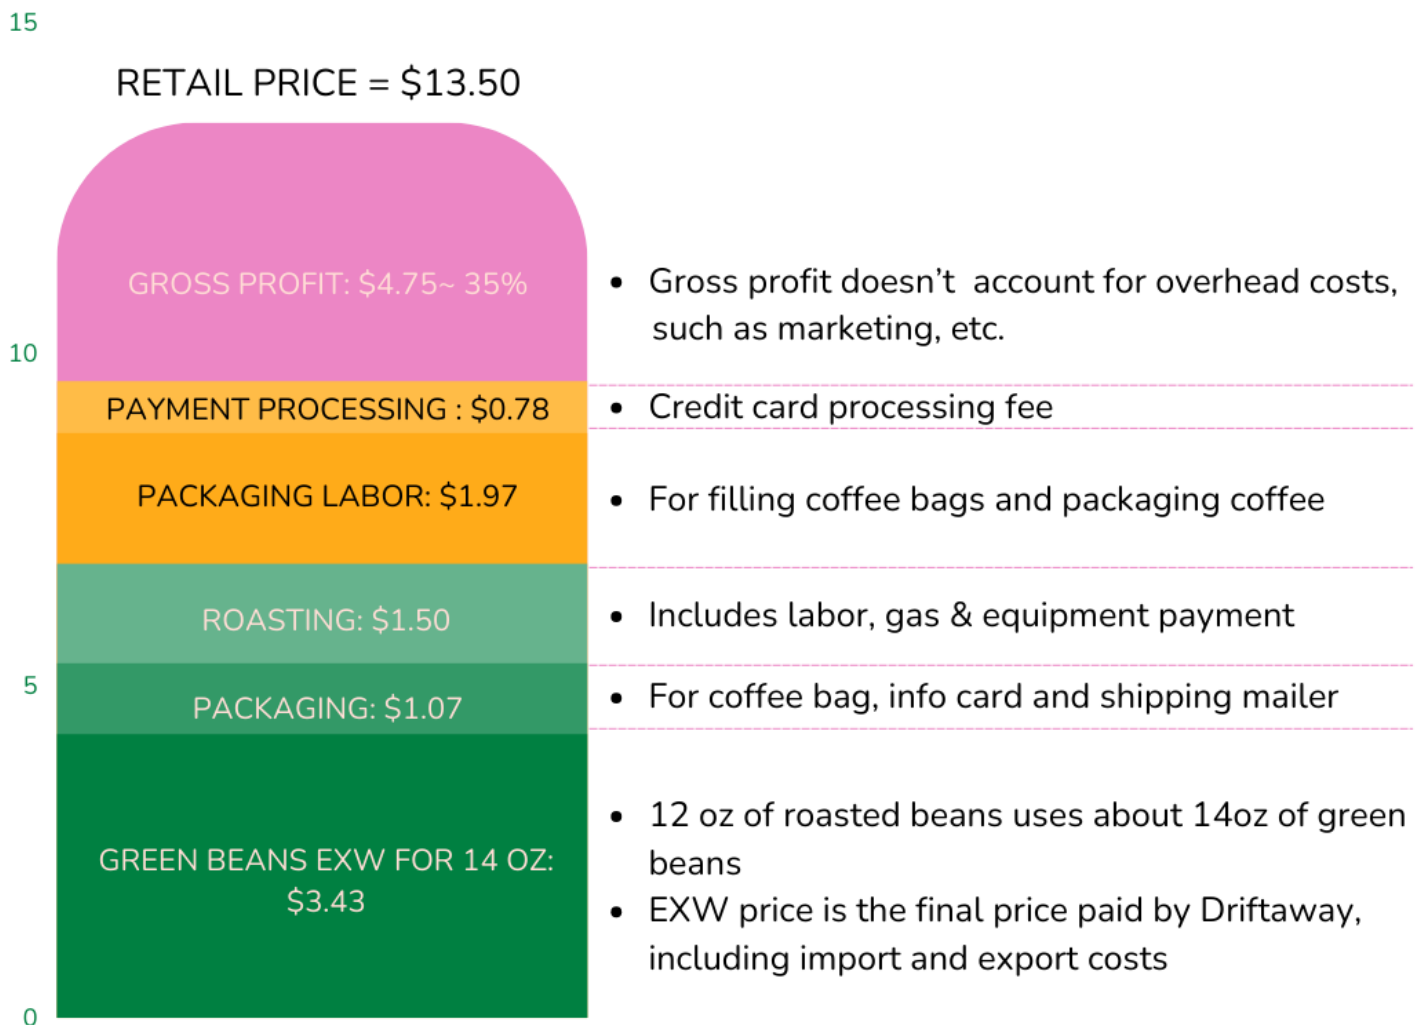 15
RETAIL PRICE = $13.50
GROSS PROFIT: $4.75~ 35%
• Gross profit doesn’t  account for overhead costs,
such as marketing, etc.
10
PAYMENT PROCESSING : $0.78
• Credit card processing fee
PACKAGING LABOR: $1.97
• For filling coffee bags and packaging coffee
ROASTING: $1.50
• Includes labor, gas & equipment payment
5
PACKAGING: $1.07
• For coffee bag, info card and shipping mailer
GREEN BEANS EXW FOR 14 OZ:
$3.43
• 12 oz of roasted beans uses about 14oz of green
beans
• EXW price is the final price paid by Driftaway,
including import and export costs
0